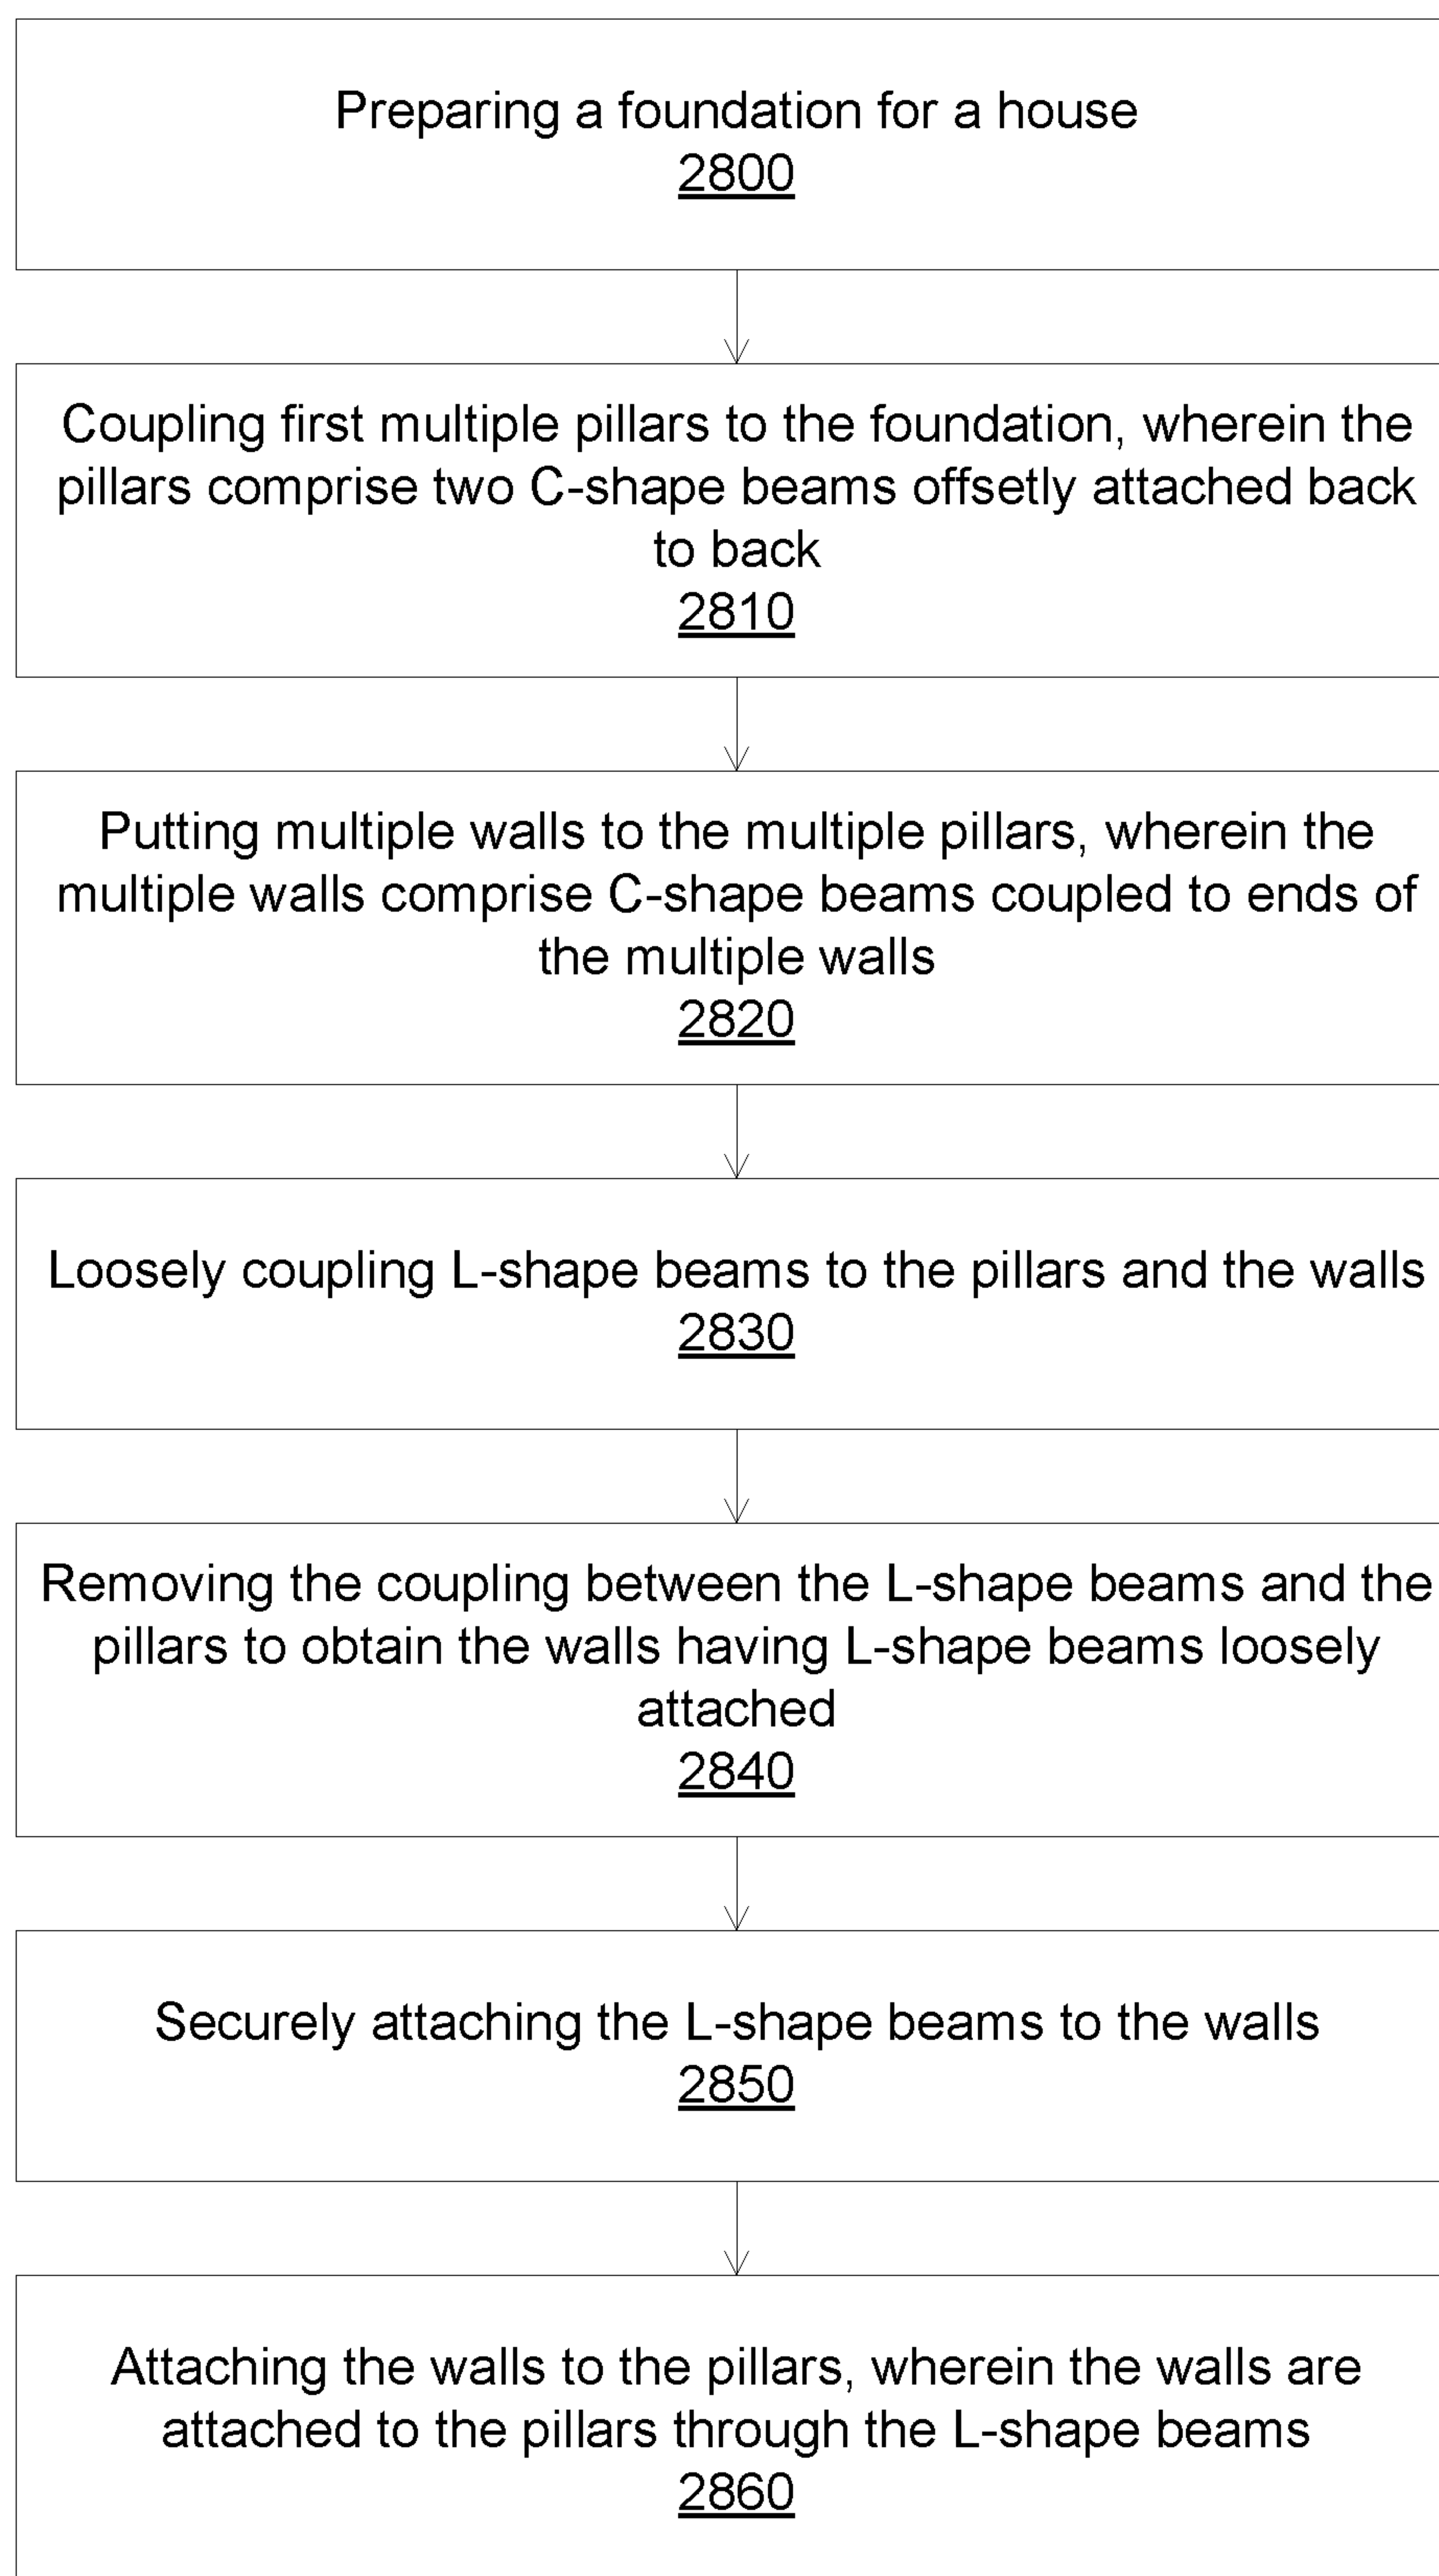 Preparing a foundation for a house
2800
Coupling first multiple pillars to the foundation, wherein the
pillars comprise two C-shape beams offsetly attached back
to back
2810
Putting multiple walls to the multiple pillars, wherein the
multiple walls comprise C-shape beams coupled to ends of
the multiple walls
2820
Loosely coupling L-shape beams to the pillars and the walls
2830
Removing the coupling between the L-shape beams and the
pillars to obtain the walls having L-shape beams loosely
attached
2840
Securely attaching the L-shape beams to the walls
2850
Attaching the walls to the pillars, wherein the walls are
attached to the pillars through the L-shape beams
2860